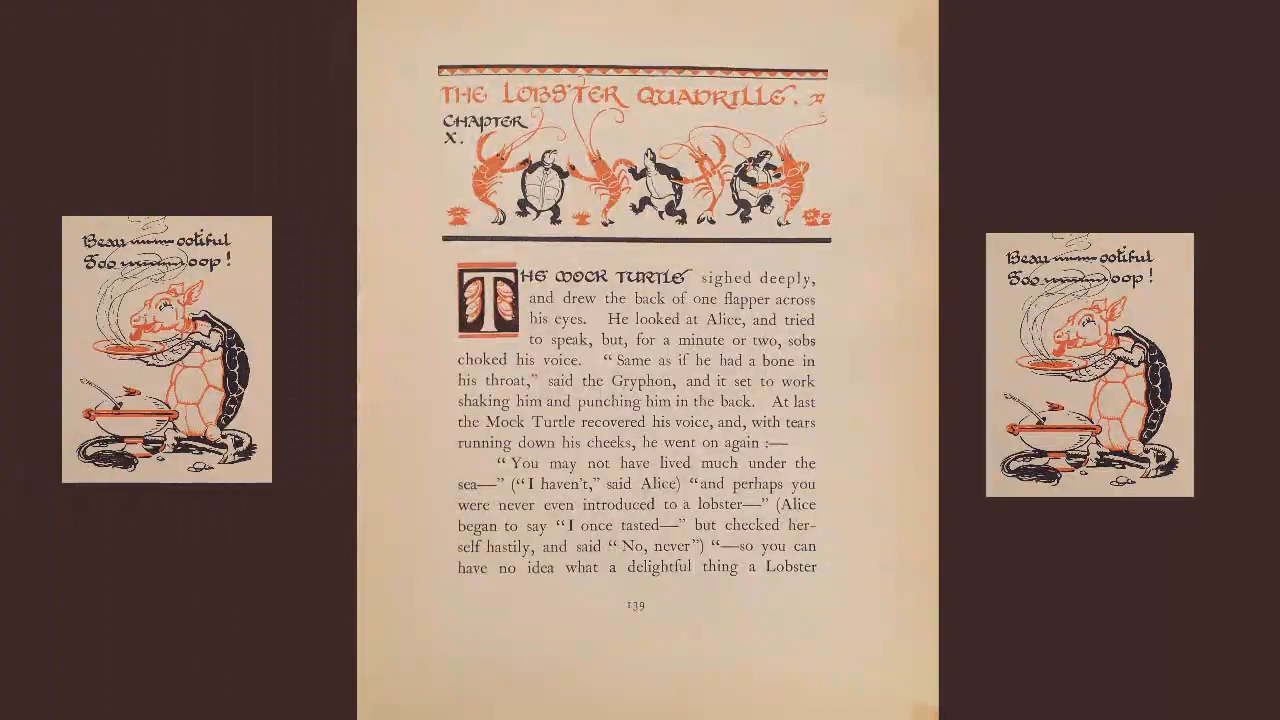 Beau ootiful
Soo oop!
THE LOBSTER QUADRILLE.
CHAPTER
X.
THE MOCK TURTLE sighed deeply,
and drew the back of one flapper across
his eyes. He looked at Alice, and tried
to speak, but, for a minute or two, sobs
choked his voice. “Same as if he had a bone in
his throat,” said the Gryphon, and it set to work
shaking him and punching him in the back. At last
the Mock Turtle recovered his voice, and, with tears
running down his cheeks, he went on again :—
“You may not have lived much under the
sea—” (“I haven’t,” said Alice) “and perhaps you
were never even introduced to a lobster—” (Alice
began to say “I once tasted—” but checked her-
self hastily, and said “No, never”) “—so you can
have no idea what a delightful thing a Lobster
139
Beau ootiful
Soo oop!